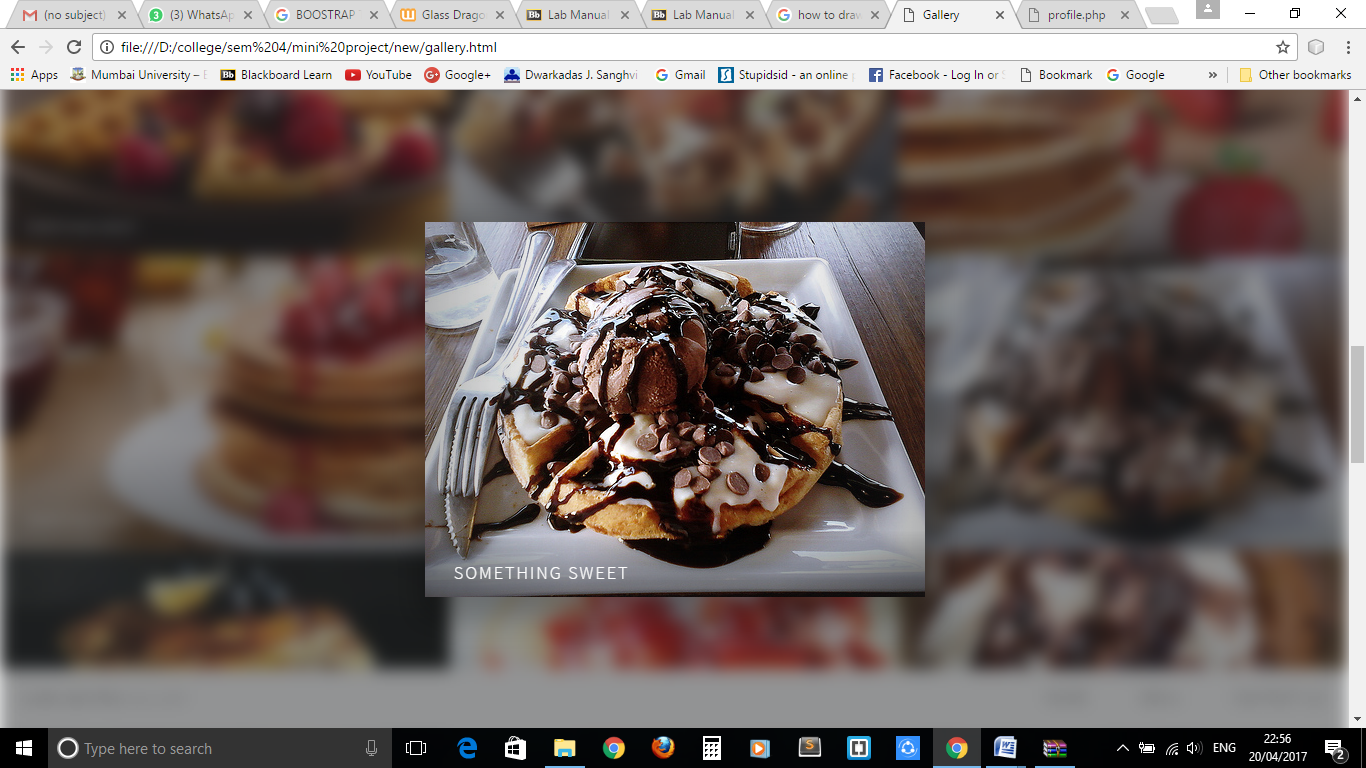 (no subject)
(3) WhatsAp
BOOSTRAP
Glass Drago
Lab Manual
Lab Manual
how to draw
Gallery
profile.php
file:///D:/college/sem%204/mini%20project/new/gallery.html
Apps
Mumbai University –
Blackboard Learn
YouTube
Google+
Dwarkadas J. Sanghvi
Gmail
Stupidsid - an online
Facebook - Log In or
Bookmark
Google
»
Other bookmarks
SOMETHING SWEET
Type here to search
ENG
22:56
20/04/2017
2